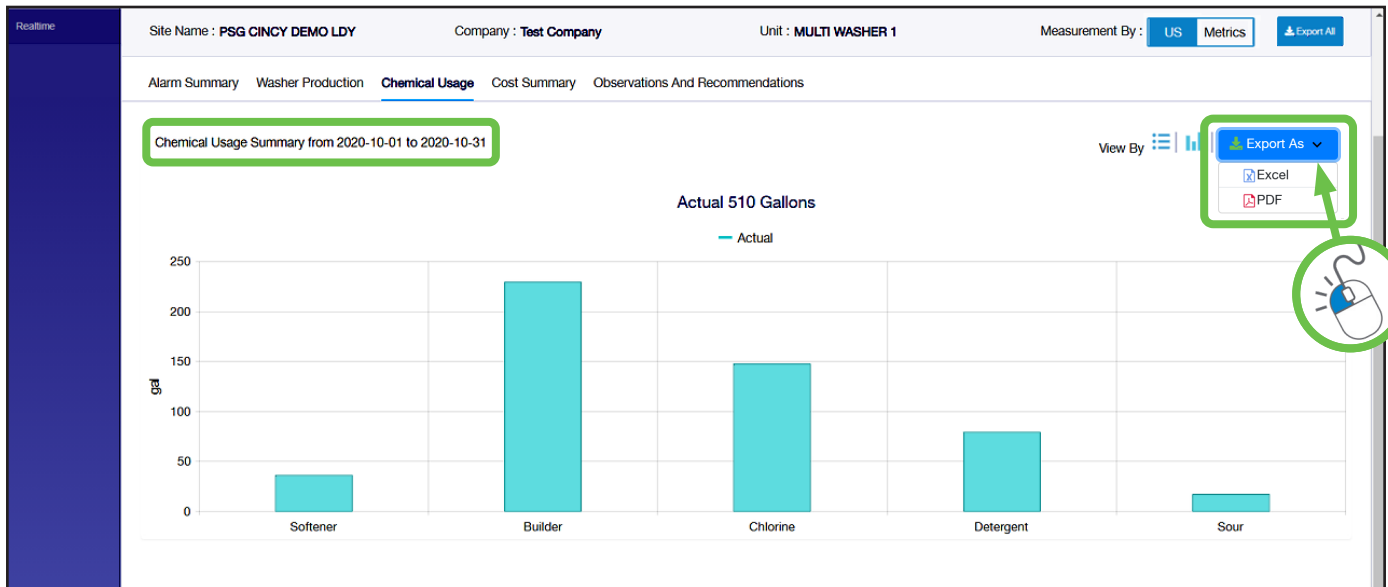 Realtime
Site Name : PSG CINCY DEMO LDY Company : Test Company Unit : MULTI WASHER 1 Measurement By : US Metrics Export All
Alarm Summary Washer Production Chemical Usage Cost Summary Observations And Recommendations
Chemical Usage Summary from 2020-10-01 to 2020-10-31
View By Export As
Excel
PDF
Actual 510 Gallons
Actual
250
200
150
gal
100
50
0
Softener Builder Chlorine Detergent Sour